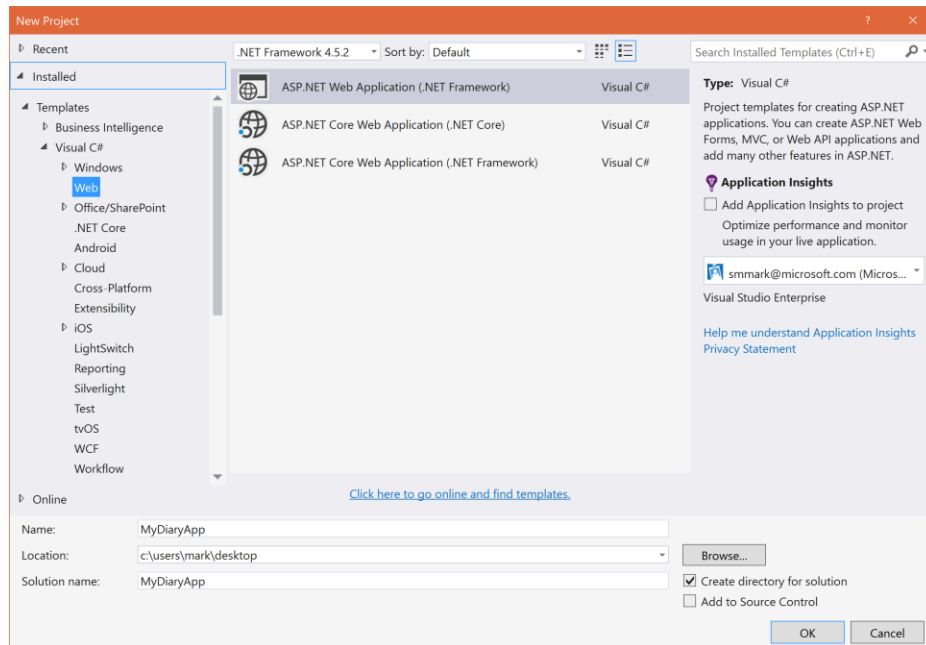 New Project
?
Recent
Installed
Templates
Business Intelligence
Visual C#
Windows
Web
Office/SharePoint
.NET Core
Android
Cloud
Cross-Platform
Extensibility
iOS
LightSwitch
Reporting
Silverlight
Test
tvOS
WCF
Workflow
Online
.NET Framework 4.5.2 Sort by: Default
ASP.NET Web Application (.NET Framework) Visual C#
ASP.NET Core Web Application (.NET Core) Visual C#
ASP.NET Core Web Application (.NET Framework) Visual C#
Click here to go online and find templates.
Search Installed Templates (Ctrl+E)
Type: Visual C#
Project templates for creating ASP.NET
applications. You can create ASP.NET Web
Forms, MVC, or Web API applications and
add many other features in ASP.NET.
Application Insights
Add Application Insights to project
Optimize performance and monitor
usage in your live application.
smmark@microsoft.com (Micros...
Visual Studio Enterprise
Help me understand Application Insights
Privacy Statement
Name: MyDiaryApp
Location: c:\users\mark\desktop
Browse...
Solution name: MyDiaryApp
Create directory for solution
Add to Source Control
OK Cancel